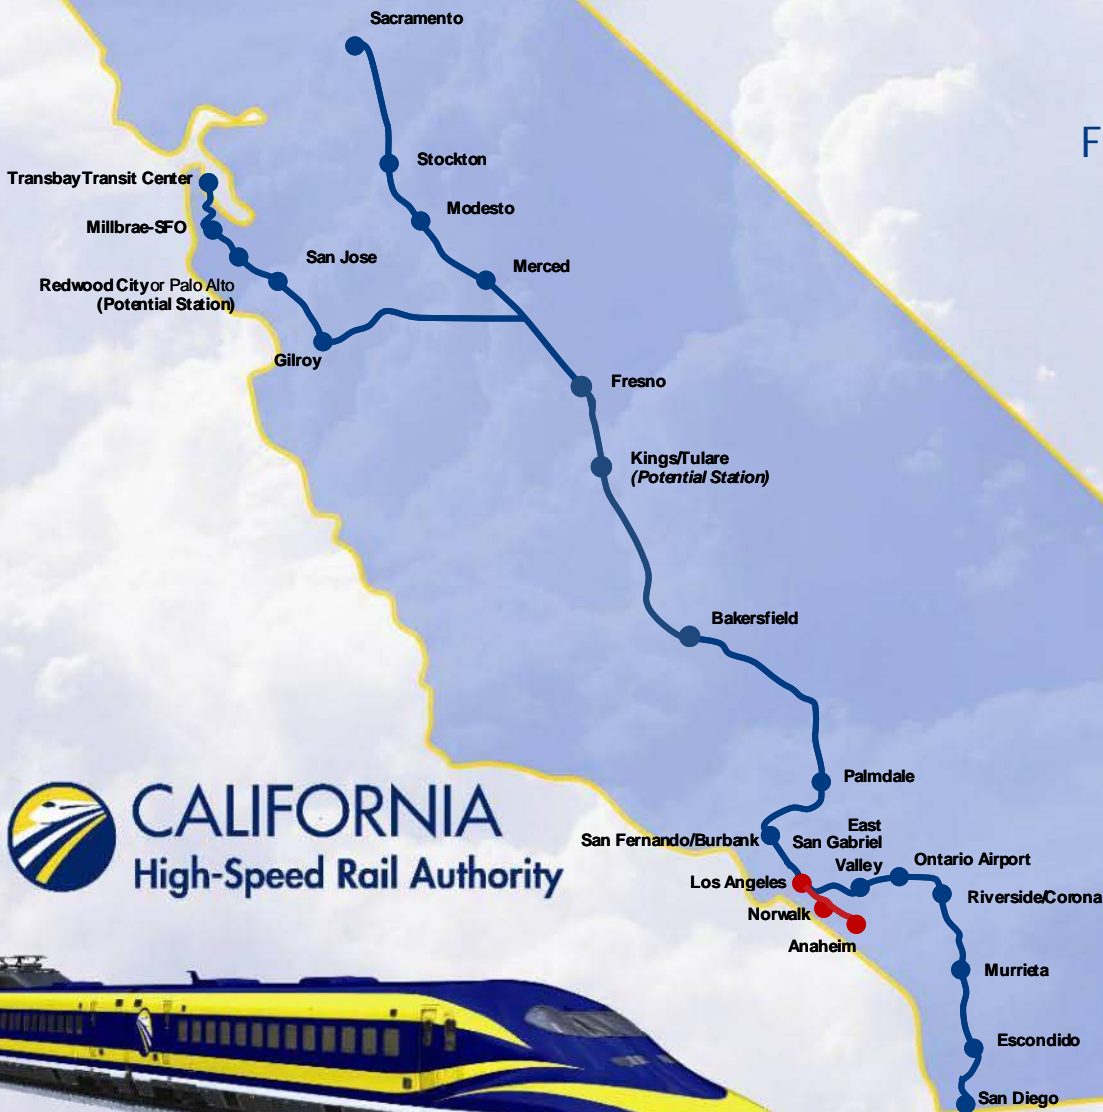 Sacramento
F
Stockton
Transbay Transit Center
Modesto
Millbrae-SFO
San Jose
Merced
Redwood City or Palo Alto
(Potential Station)
Gilroy
Fresno
Kings/Tulare
(Potential Station)
Bakersfield
Palmdale
San Fernando/Burbank
East
San Gabriel
Valley
Ontario Airport
Los Angeles
Riverside/Corona
Norwalk
Anaheim
Murrieta
Escondido
San Diego
CALIFORNIA
High-Speed Rail Authority